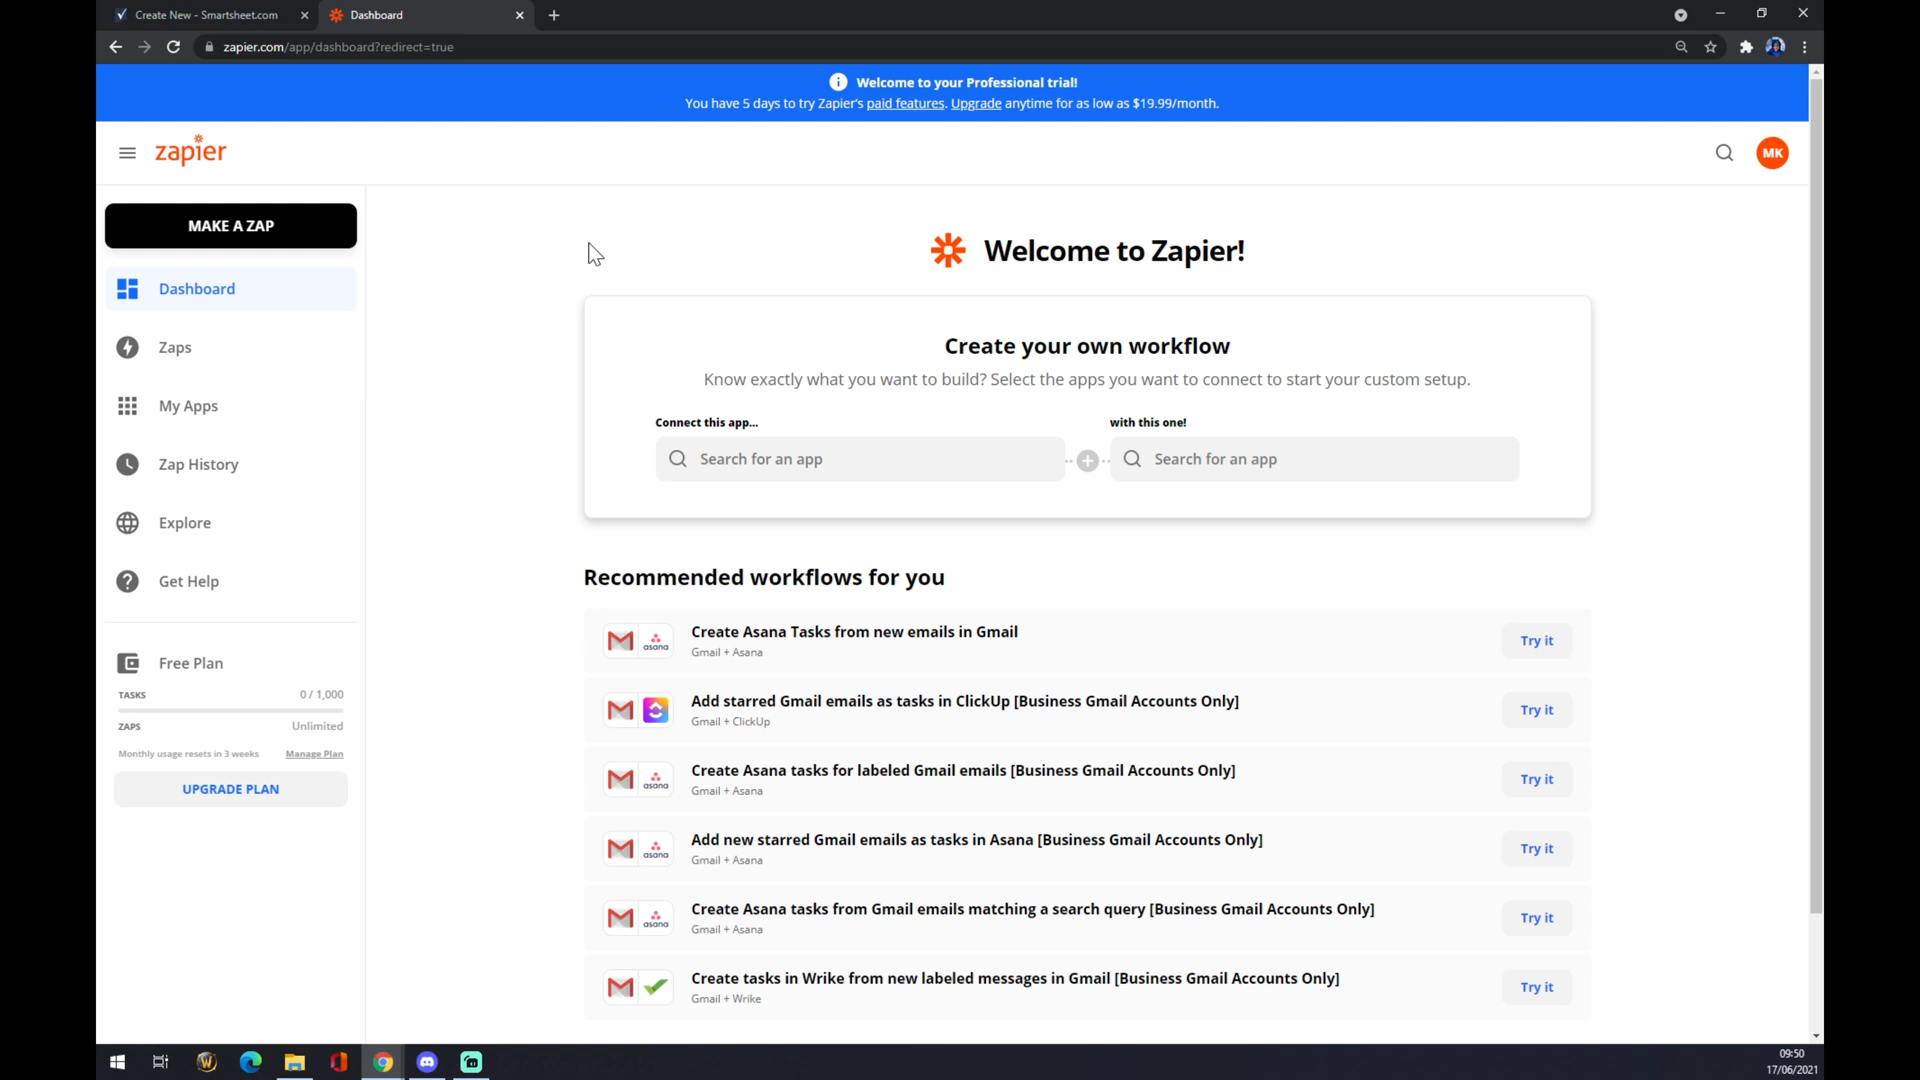 Create New - Smartsheet.com
Dashboard
zapier.com/app/dashboard?redirect=true
Welcome to your Professional trial!
You have 5 days to try Zapier's paid features. Upgrade anytime for as low as $19.99/month.
zapier
MK
MAKE A ZAP
Dashboard
Zaps
My Apps
Zap History
Explore
Get Help
Free Plan
TASKS 0 / 1,000
ZAPS Unlimited
Monthly usage resets in 3 weeks Manage Plan
UPGRADE PLAN
Welcome to Zapier!
Create your own workflow
Know exactly what you want to build? Select the apps you want to connect to start your custom setup.
Connect this app...
with this one!
Search for an app
Search for an app
Recommended workflows for you
asana
Create Asana Tasks from new emails in Gmail
Gmail + Asana
Try it
Add starred Gmail emails as tasks in ClickUp [Business Gmail Accounts Only]
Gmail + ClickUp
Try it
asana
Create Asana tasks for labeled Gmail emails [Business Gmail Accounts Only]
Gmail + Asana
Try it
asana
Add new starred Gmail emails as tasks in Asana [Business Gmail Accounts Only]
Gmail + Asana
Try it
asana
Create Asana tasks from Gmail emails matching a search query [Business Gmail Accounts Only]
Gmail + Asana
Try it
Create tasks in Wrike from new labeled messages in Gmail [Business Gmail Accounts Only]
Gmail + Wrike
Try it
09:50
17/06/2021